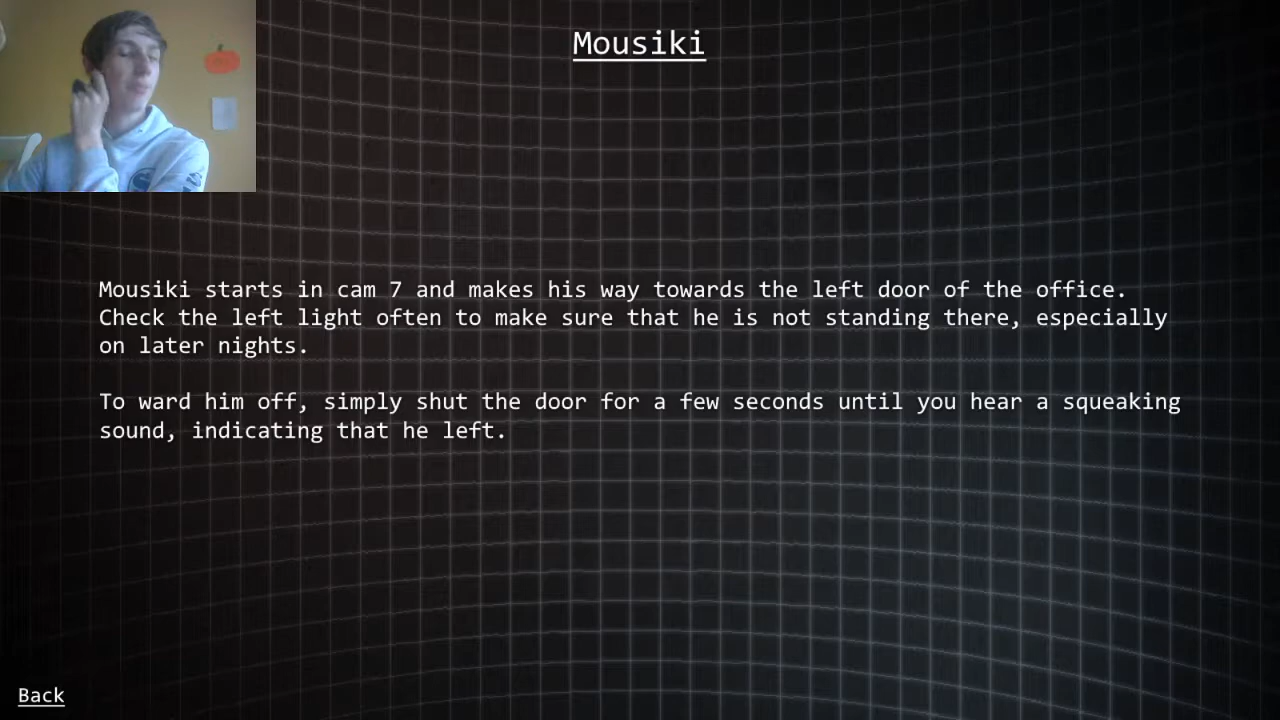 Mousiki
Mousiki starts in cam 7 and makes his way towards the left door of the office.
Check the left light often to make sure that he is not standing there, especially
on later nights.
To ward him off, simply shut the door for a few seconds until you hear a squeaking
sound, indicating that he left.
Back